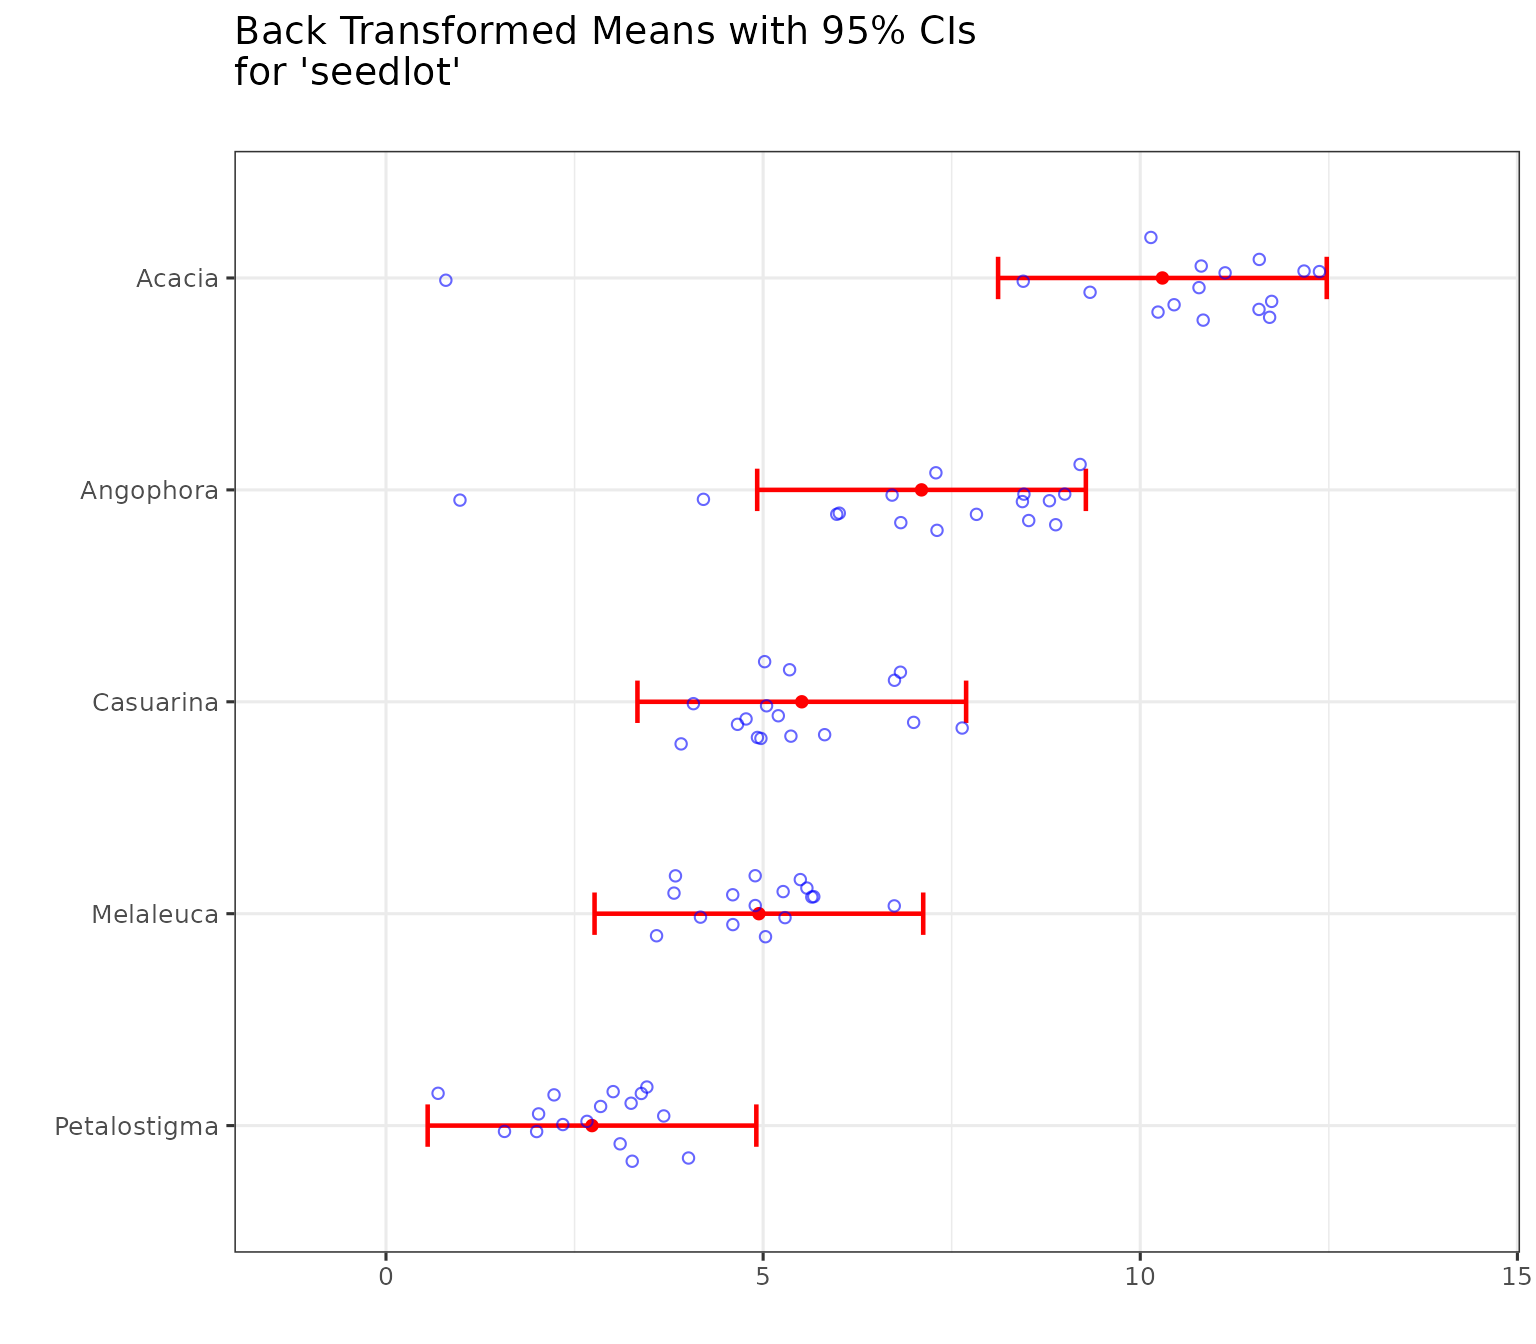 Back Transformed Means with 95% CIs
for 'seedlot'
Acacia
Angophora
Casuarina
Melaleuca
Petalostigma
0 5 10 15